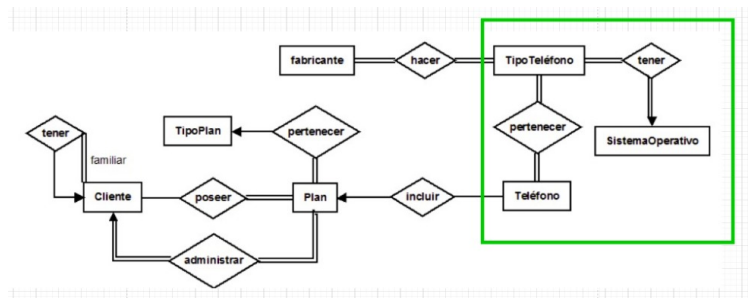 fabricante
hacer
TipoTeléfono
tener
tener
TipoPlan
pertenecer
pertenecer
SistemaOperativo
familiar
Cliente
poseer
Plan
incluir
Teléfono
administrar